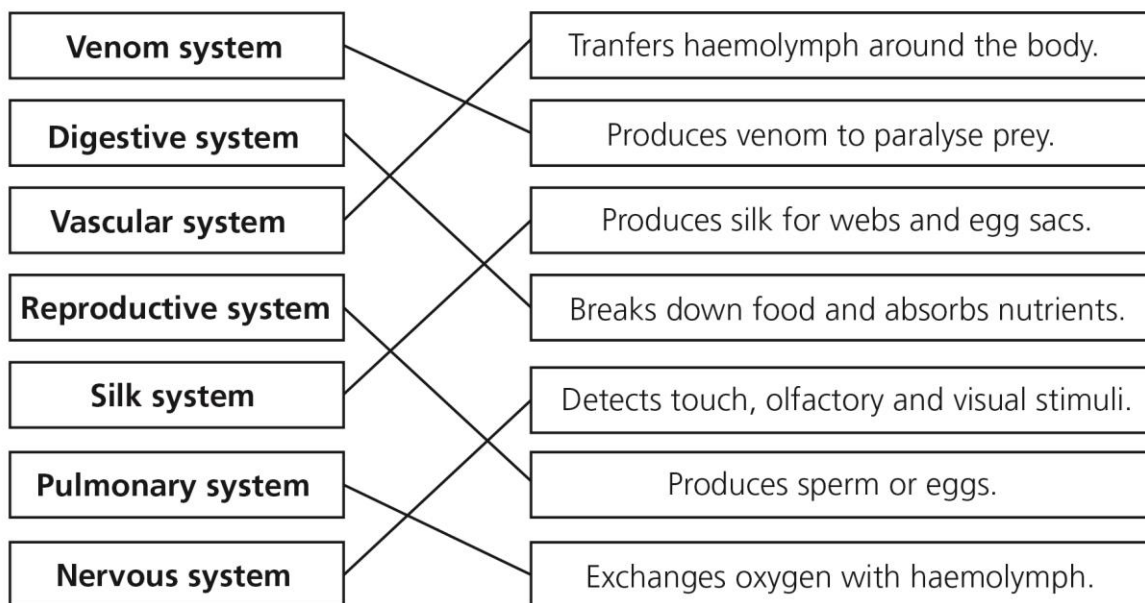 Venom system
Tranfers haemolymph around the body.
Digestive system
Produces venom to paralyse prey.
Vascular system
Produces silk for webs and egg sacs.
Reproductive system
Breaks down food and absorbs nutrients.
Silk system
Detects touch, olfactory and visual stimuli.
Pulmonary system
Produces sperm or eggs.
Nervous system
Exchanges oxygen with haemolymph.